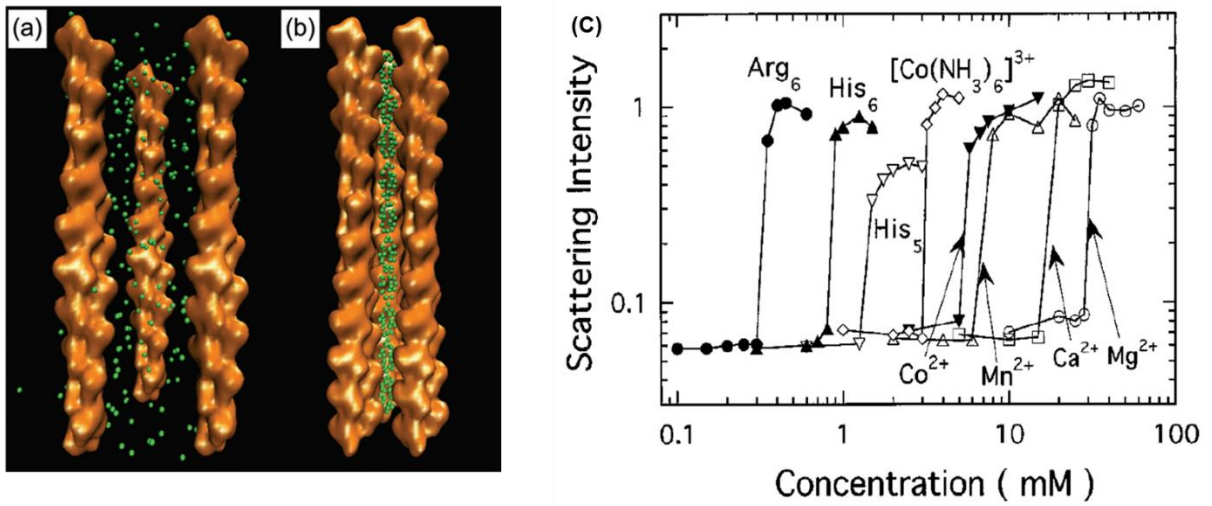 (a)
(b)
(c)
Scattering Intensity
1
0.1
Arg6
His6
[Co(NH3)6]3+
His5
Co2+
Mn2+
Ca2+
Mg2+
0.1 1 10 100
Concentration ( mM )